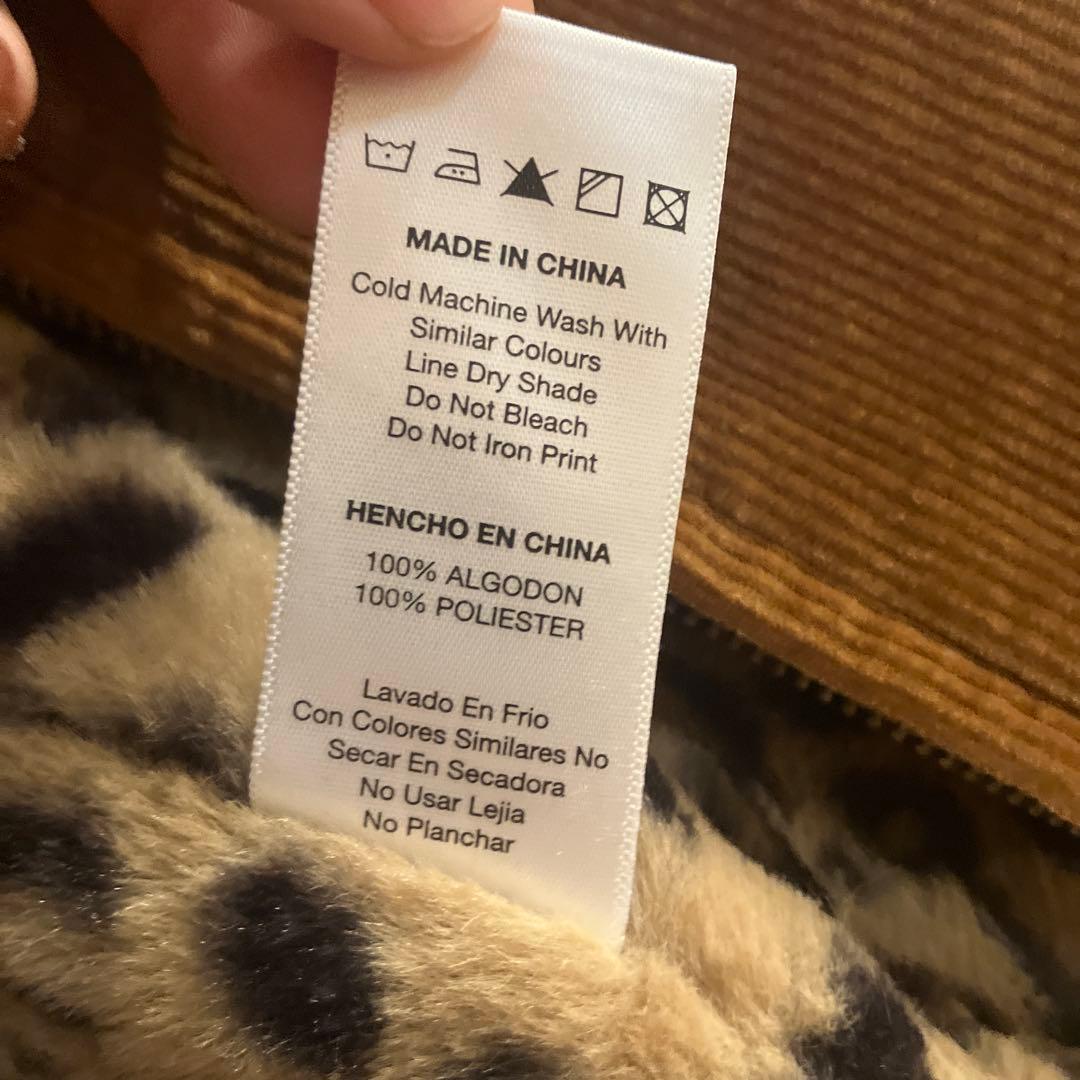 MADE IN CHINA
Cold Machine Wash With
Similar Colours
Line Dry Shade
Do Not Bleach
Do Not Iron Print
HENCHO EN CHINA
100% ALGODON
100% POLIESTER
Lavado En Frio
Con Colores Similares No
Secar En Secadora
No Usar Lejia
No Planchar